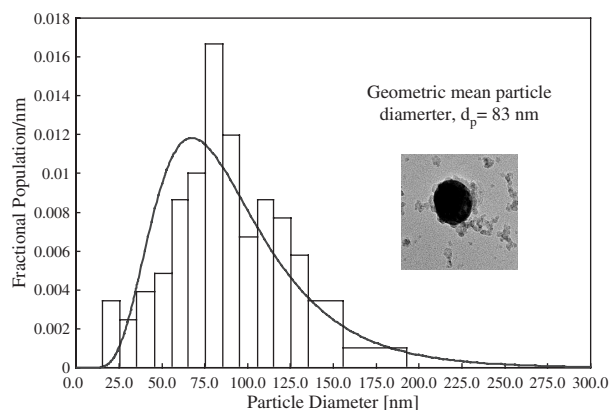 0.018
0.016
0.014
0.012
0.01
0.008
0.006
0.004
0.002
0
Fractional Population/nm
Geometric mean particle
diamerter, dp= 83 nm
0.0 25.0 50.0 75.0 100.0 125.0 150.0 175.0 200.0 225.0 250.0 275.0 300.0
Particle Diameter [nm]